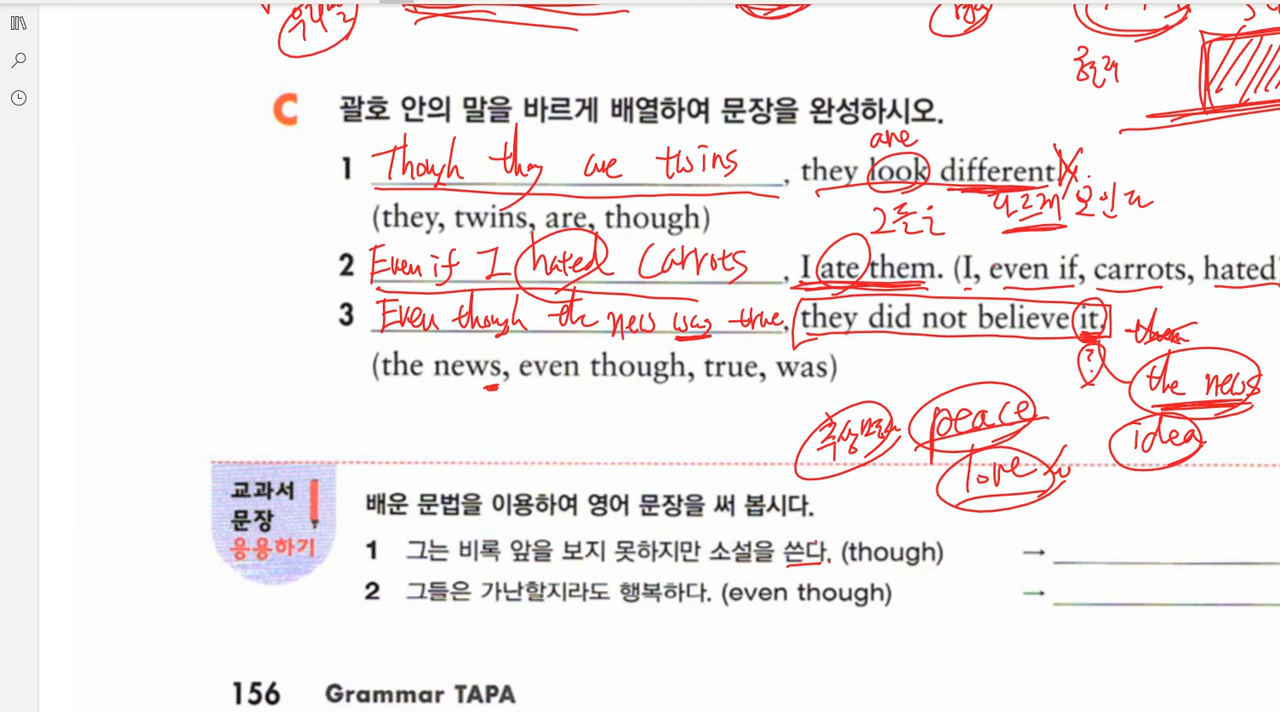 공간에
C 괄호 안의 말을 바르게 배열하여 문장을 완성하시오.
are
1 Though they are twins , they look different.
(they, twins, are, though) 그들은 다르게 보인다
2 Even if I hated carrots , I ate them. (I, even if, carrots, hated
3 Even though the news was true, they did not believe it.
(the news, even though, true, was) ? the news
peace idea
love
교과서
문장
응용하기
배운 문법을 이용하여 영어 문장을 써 봅시다.
1 그는 비록 앞을 보지 못하지만 소설을 쓴다. (though) →
2 그들은 가난할지라도 행복하다. (even though) →
156 Grammar TAPA